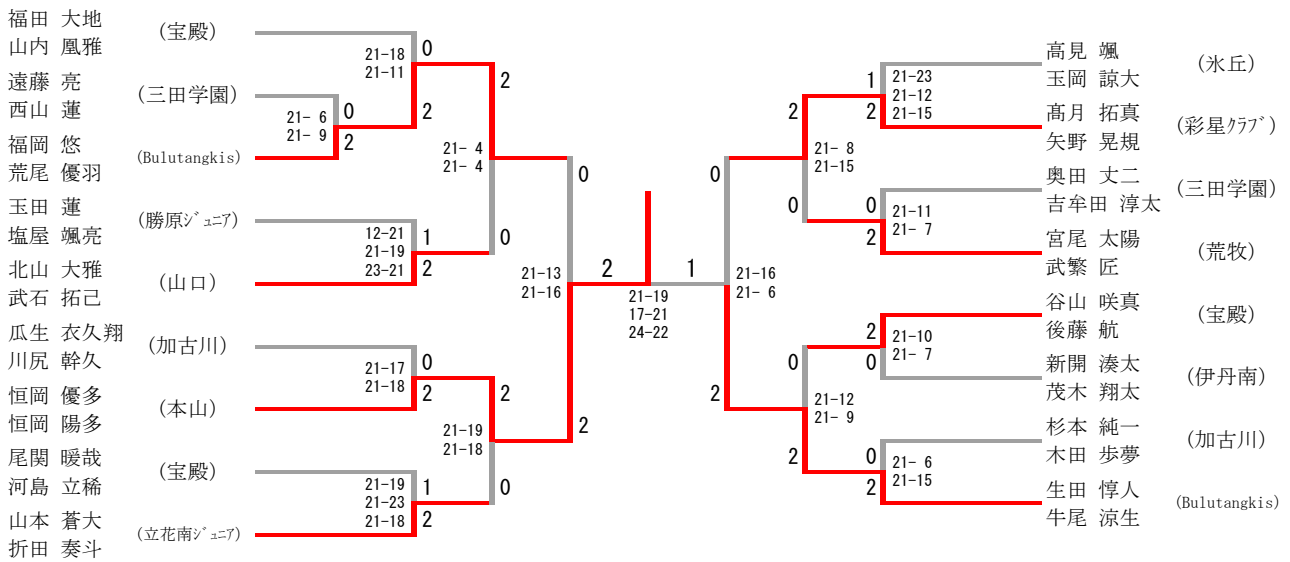 福田 大地
山内 凰雅
(宝殿)
遠藤 亮
西山 蓮
(三田学園)
福岡 悠
荒尾 優羽
(Bulutangkis)
玉田 蓮
塩屋 颯亮
(勝原ｼﾞｭﾆｱ)
北山 大雅
武石 拓己
(山口)
瓜生 衣久翔
川尻 幹久
(加古川)
恒岡 優多
恒岡 陽多
(本山)
尾関 暖哉
河島 立稀
(宝殿)
山本 蒼大
折田 奏斗
(立花南ｼﾞｭﾆｱ)
21-18
21-11
0
2
21- 6
21- 9
0
2
12-21
21-19
23-21
1
2
21- 4
21- 4
2
0
21-17
21-18
0
2
21-19
21-23
21-18
1
2
21-19
21-18
2
0
21-13
21-16
0
2
2
1
21-19
17-21
24-22
21-16
21- 6
0
2
21- 8
21-15
2
0
21-12
21- 9
0
2
1
2
21-23
21-12
21-15
0
2
21-11
21- 7
2
0
21-10
21- 7
0
2
21- 6
21-15
高見 颯
玉岡 諒大
(氷丘)
髙月 拓真
矢野 晃規
(彩星ｸﾗﾌﾞ)
奥田 丈二
吉牟田 淳太
(三田学園)
宮尾 太陽
武繁 匠
(荒牧)
谷山 咲真
後藤 航
(宝殿)
新開 湊太
茂木 翔太
(伊丹南)
杉本 純一
木田 歩夢
(加古川)
生田 惇人
牛尾 涼生
(Bulutangkis)